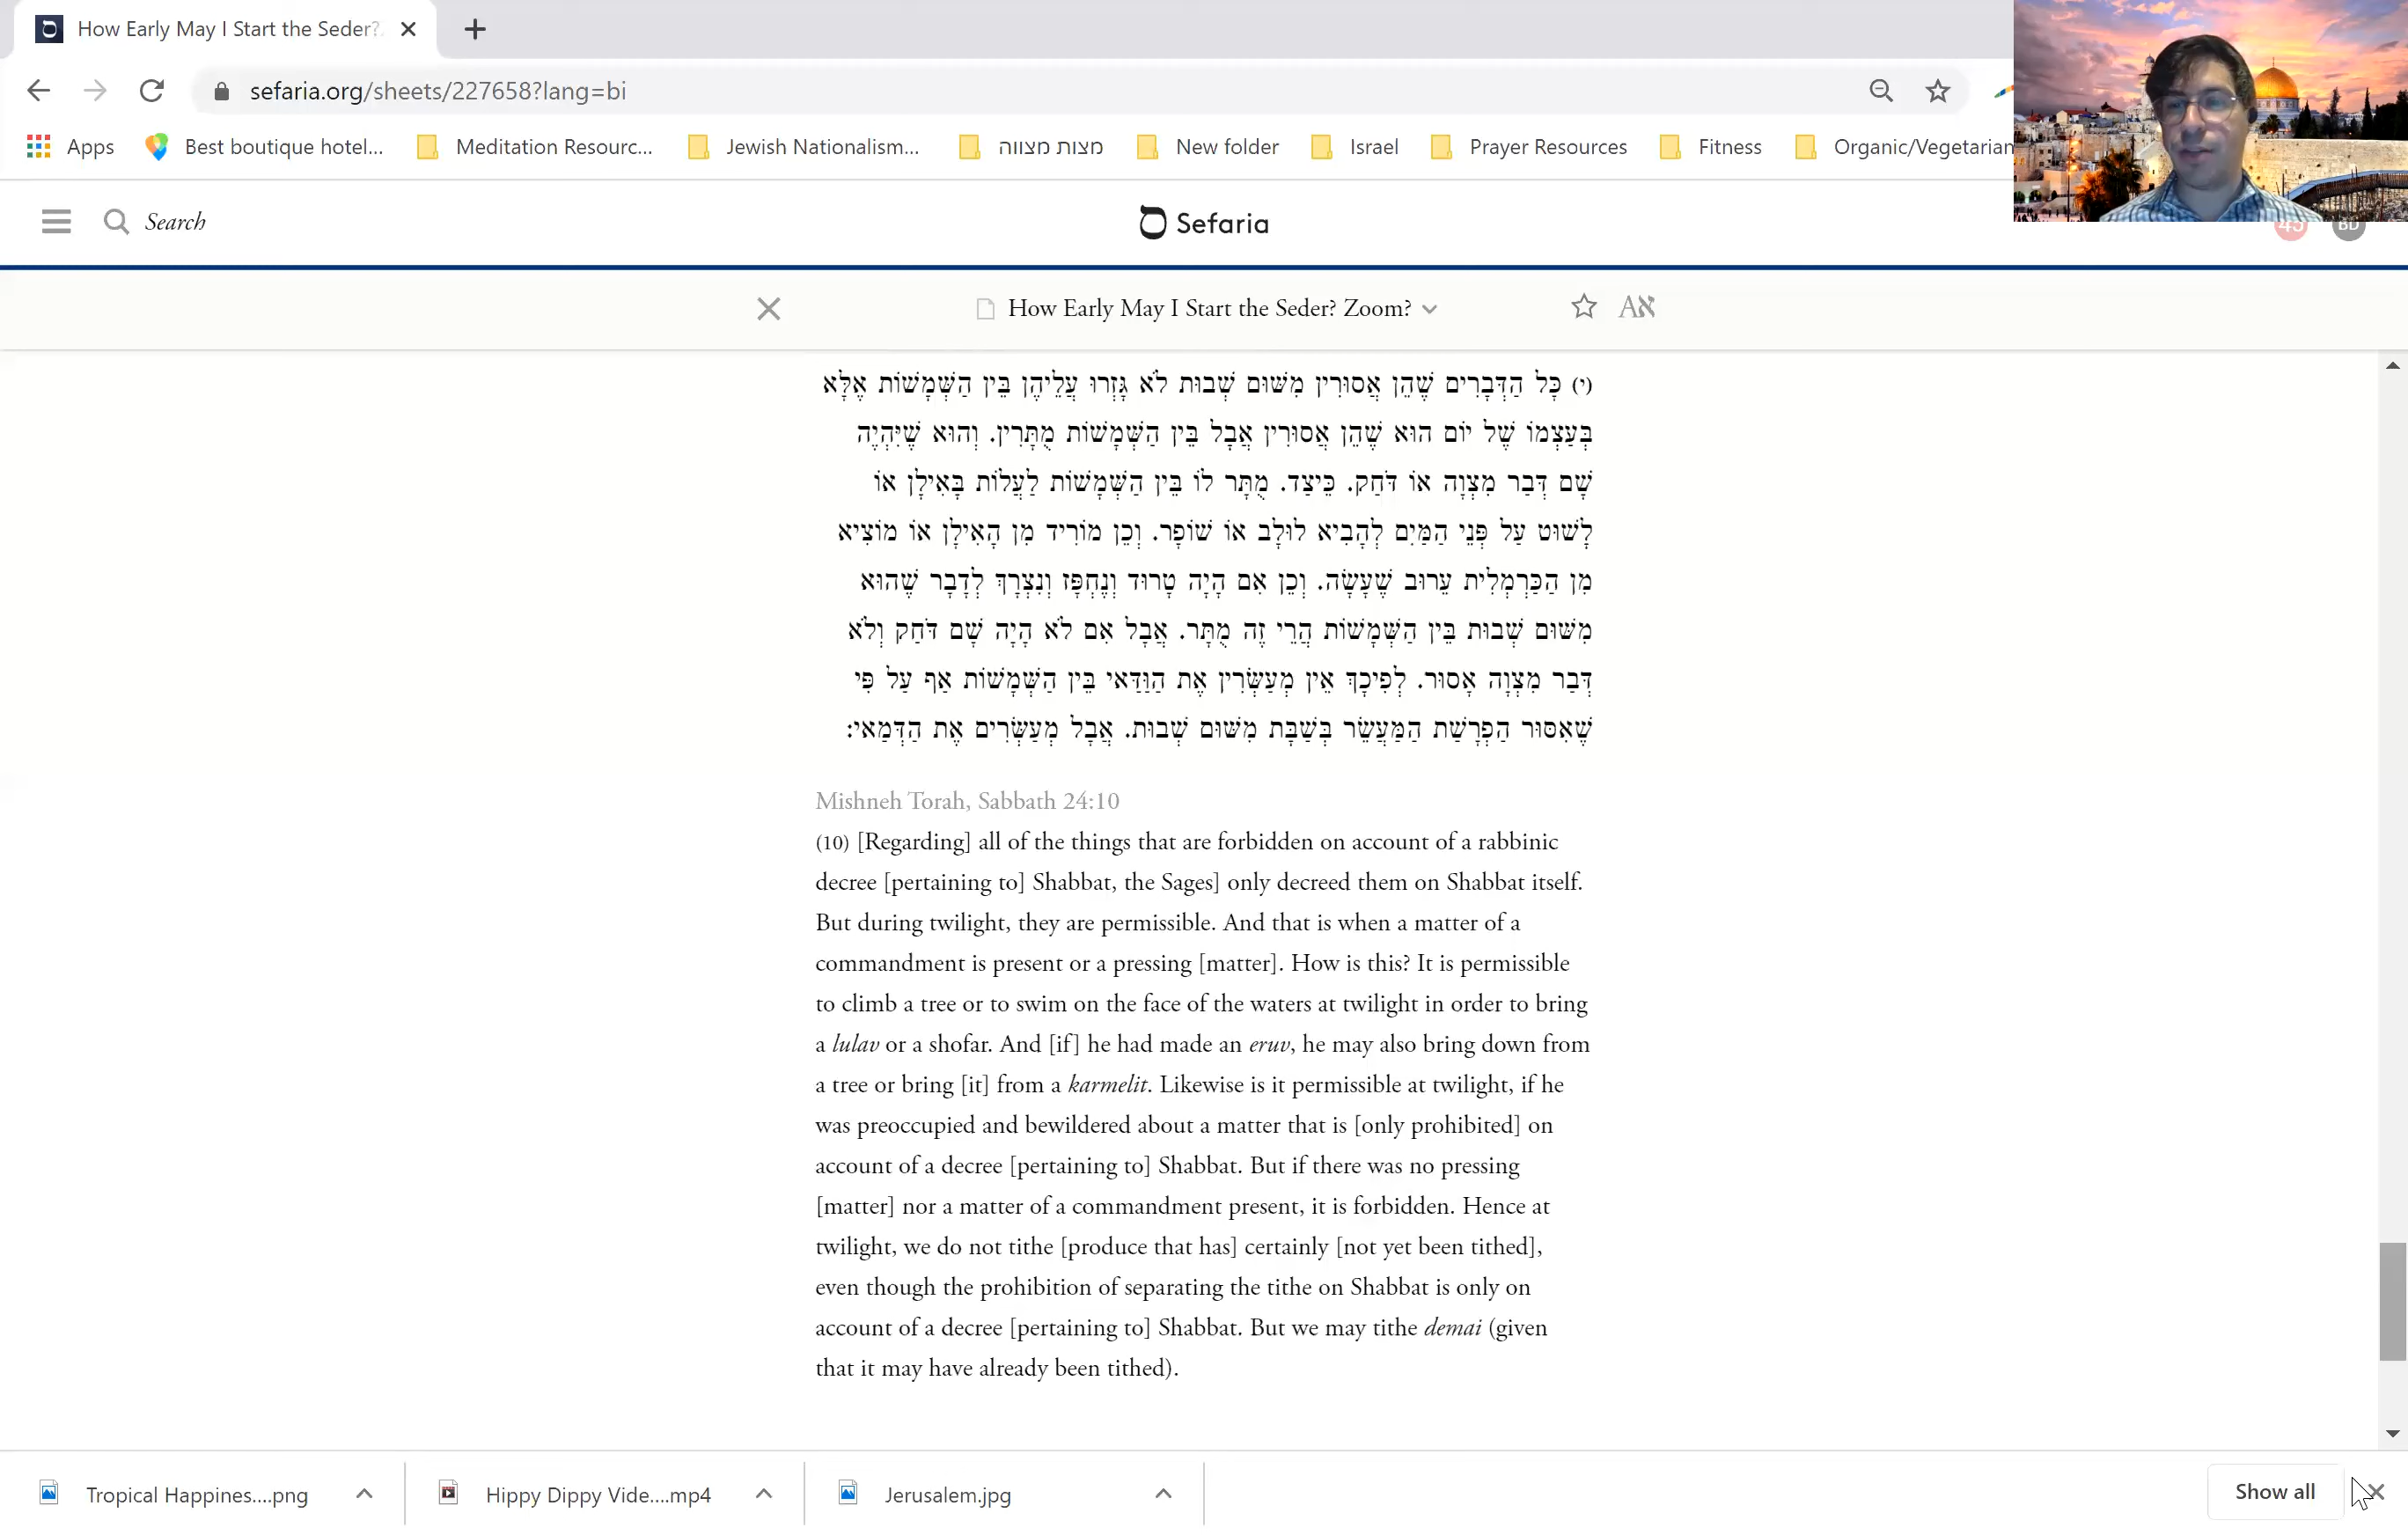 How Early May I Start the Seder?
sefaria.org/sheets/227658?lang=bi
Apps
Best boutique hotel...
Meditation Resourc...
Jewish Nationalism...
מצות מצווה
New folder
Israel
Prayer Resources
Fitness
Organic/Vegetarian
Search
Sefaria
45
BD
How Early May I Start the Seder? Zoom?
Aא
(י) כָּל הַדְּבָרִים שֶׁהֵן אֲסוּרִין מִשּׁוּם שְׁבוּת לֹא גָּזְרוּ עֲלֵיהֶן בֵּין הַשְּׁמָשׁוֹת אֶלָּא
בְּעַצְמוֹ שֶׁל יוֹם הוּא שֶׁהֵן אֲסוּרִין אֲבָל בֵּין הַשְּׁמָשׁוֹת מֻתָּרִין. וְהוּא שֶׁיִּהְיֶה
שָׁם דְּבַר מִצְוָה אוֹ דֹּחַק. כֵּיצַד. מֻתָּר לוֹ בֵּין הַשְּׁמָשׁוֹת לַעֲלוֹת בָּאִילָן אוֹ
לָשׁוּט עַל פְּנֵי הַמַּיִם לְהָבִיא לוּלָב אוֹ שׁוֹפָר. וְכֵן מוֹרִיד מִן הָאִילָן אוֹ מוֹצִיא
מִן הַכַּרְמְלִית עֵרוּב שֶׁעָשָׂה. וְכֵן אִם הָיָה טָרוּד וְנֶחְפָּז וְנִצְרָךְ לְדָבָר שֶׁהוּא
מִשּׁוּם שְׁבוּת בֵּין הַשְּׁמָשׁוֹת הֲרֵי זֶה מֻתָּר. אֲבָל אִם לֹא הָיָה שָׁם דֹּחַק וְלֹא
דְּבַר מִצְוָה אָסוּר. לְפִיכָךְ אֵין מְעַשְּׂרִין אֶת הַוַּדַּאי בֵּין הַשְּׁמָשׁוֹת אַף עַל פִּי
שֶׁאִסּוּר הַפְרָשַׁת הַמַּעֲשֵׂר בְּשַׁבָּת מִשּׁוּם שְׁבוּת. אֲבָל מְעַשְּׂרִים אֶת הַדְּמַאי:
Mishneh Torah, Sabbath 24:10
(10) [Regarding] all of the things that are forbidden on account of a rabbinic
decree [pertaining to] Shabbat, the Sages] only decreed them on Shabbat itself.
But during twilight, they are permissible. And that is when a matter of a
commandment is present or a pressing [matter]. How is this? It is permissible
to climb a tree or to swim on the face of the waters at twilight in order to bring
a lulav or a shofar. And [if] he had made an eruv, he may also bring down from
a tree or bring [it] from a karmelit. Likewise is it permissible at twilight, if he
was preoccupied and bewildered about a matter that is [only prohibited] on
account of a decree [pertaining to] Shabbat. But if there was no pressing
[matter] nor a matter of a commandment present, it is forbidden. Hence at
twilight, we do not tithe [produce that has] certainly [not yet been tithed],
even though the prohibition of separating the tithe on Shabbat is only on
account of a decree [pertaining to] Shabbat. But we may tithe demai (given
that it may have already been tithed).
Tropical Happines....png
Hippy Dippy Vide....mp4
Jerusalem.jpg
Show all